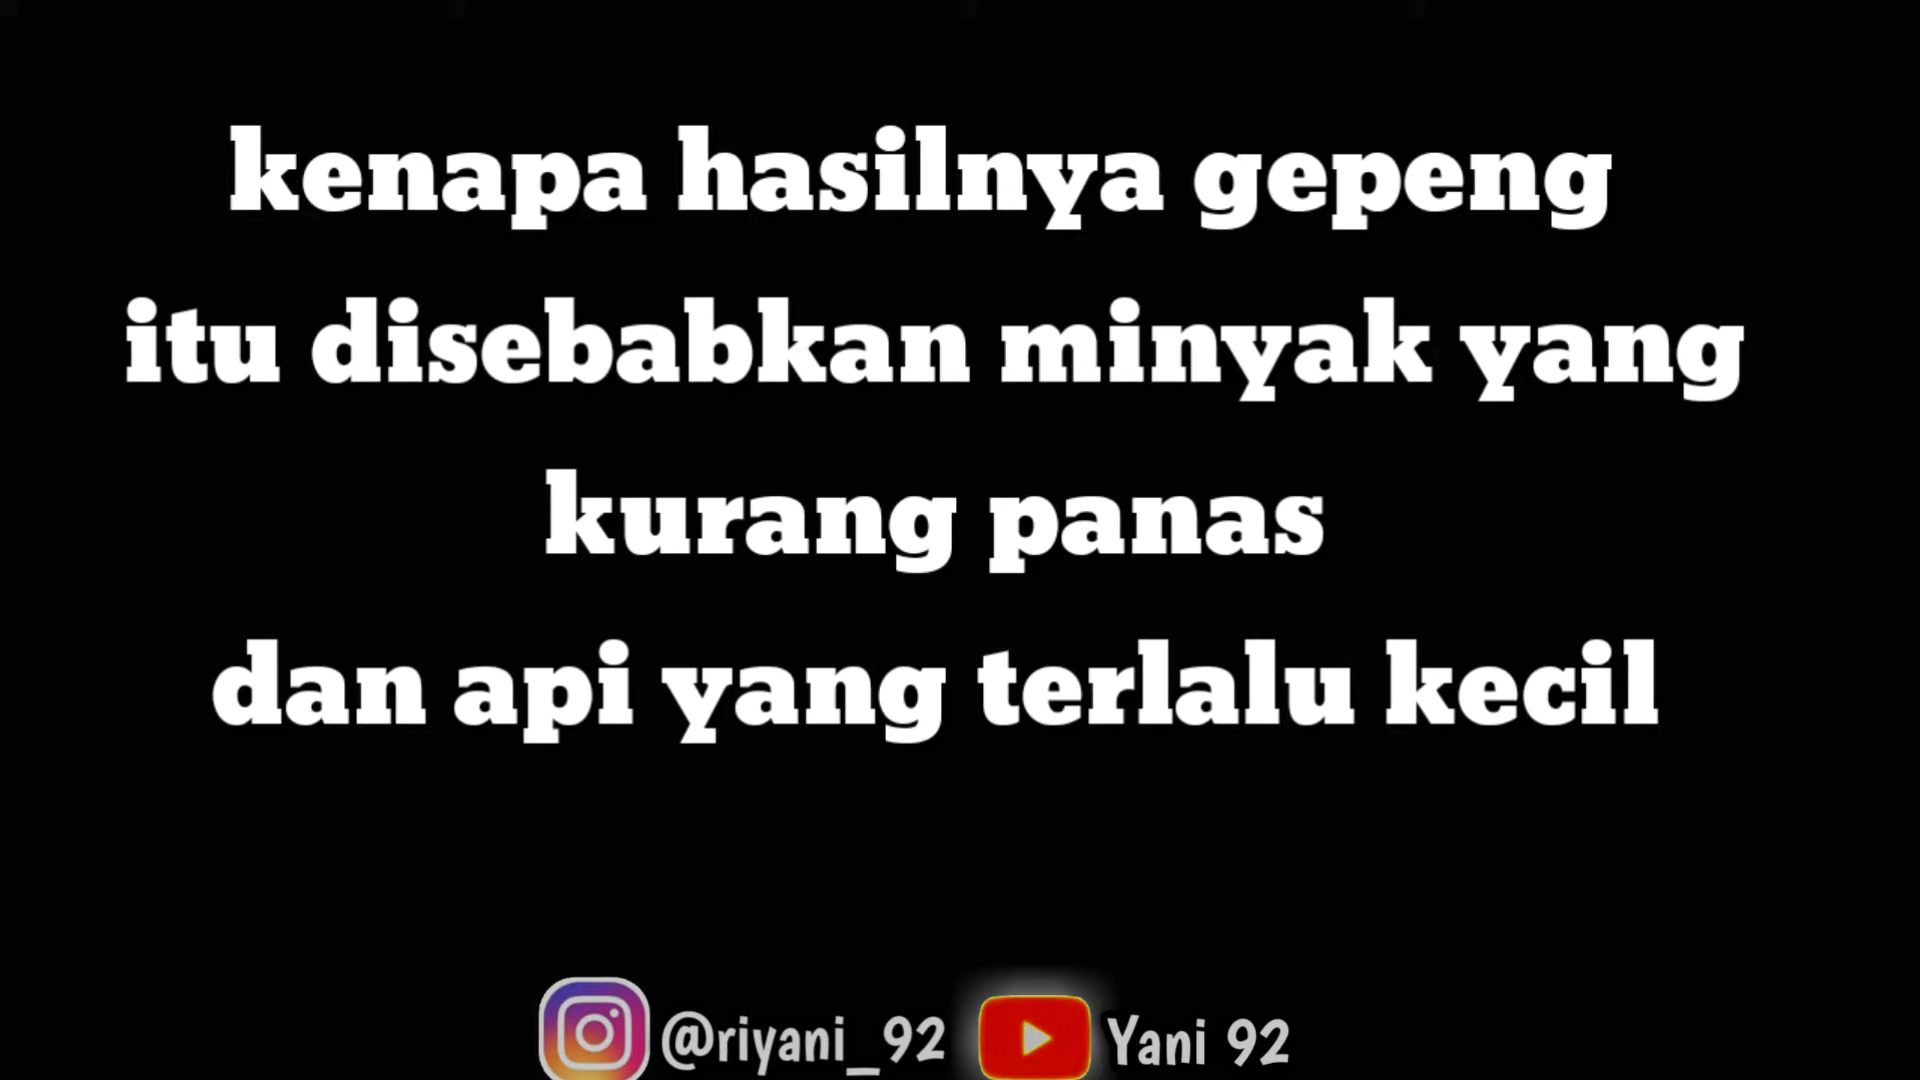 kenapa hasilnya gepeng
itu disebabkan minyak yang
kurang panas
dan api yang terlalu kecil
@riyani_92 Yani 92